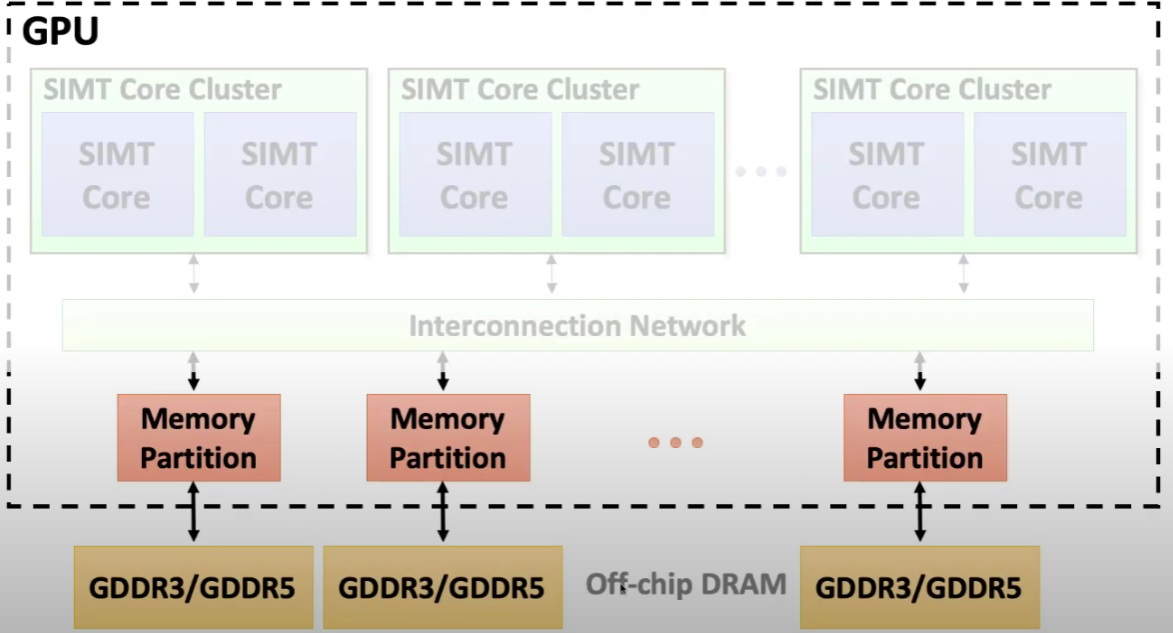 GPU
SIMT Core Cluster
SIMT Core Cluster
SIMT Core Cluster
SIMT
Core
SIMT
Core
SIMT
Core
SIMT
Core
SIMT
Core
SIMT
Core
Interconnection Network
Memory
Partition
Memory
Partition
Memory
Partition
GDDR3/GDDR5
GDDR3/GDDR5
Off-chip DRAM
GDDR3/GDDR5